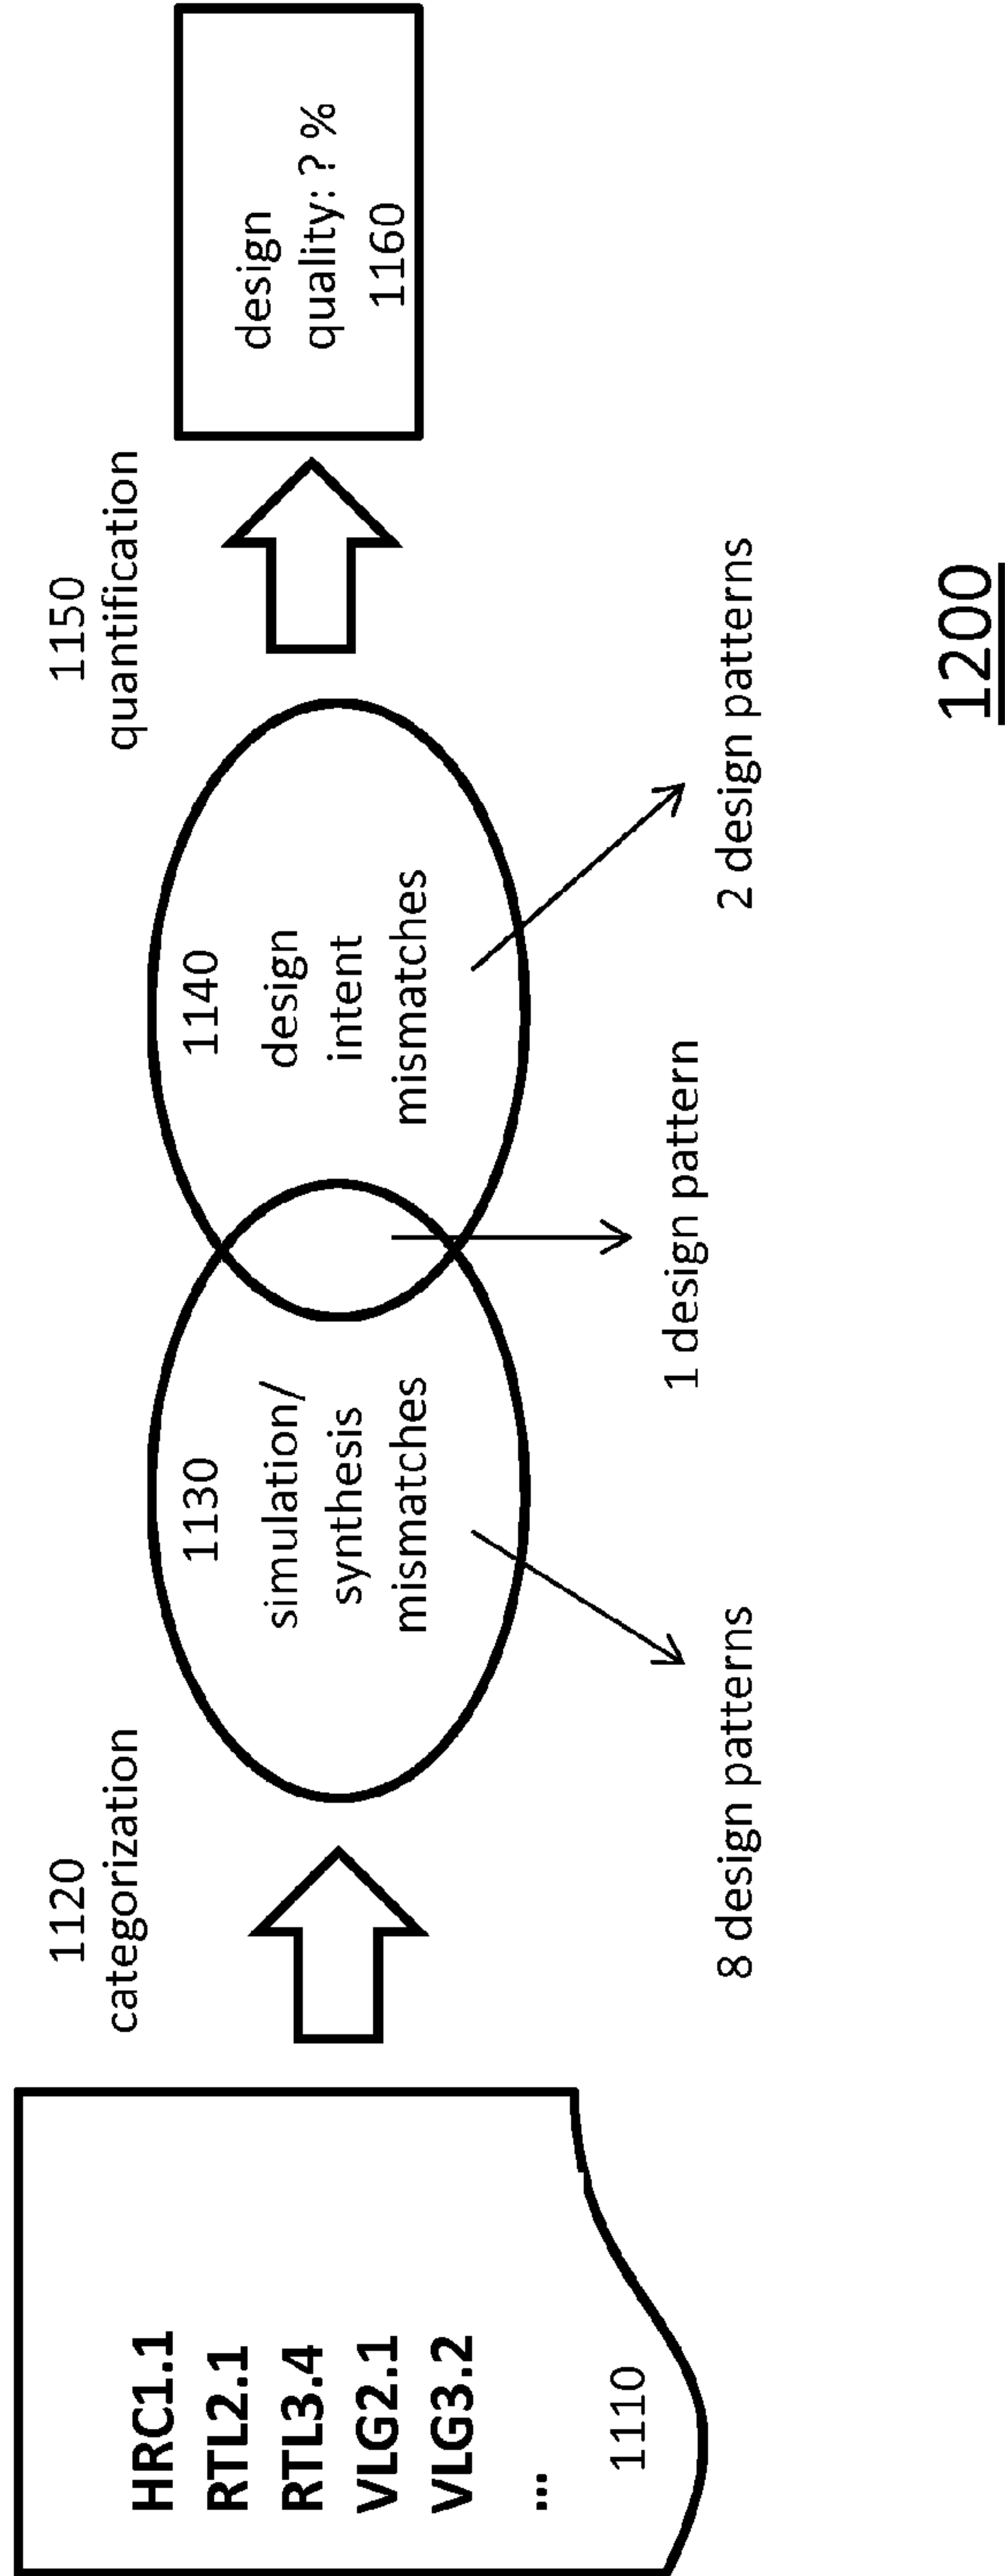 HRC1.1
RTL2.1
RTL3.4
VLG2.1
VLG3.2
...
1110
1120
categorization
1130
simulation/
synthesis
mismatches
8 design patterns
1 design pattern
1140
design
intent
mismatches
2 design patterns
1150
quantification
design
quality: ? %
1160
1200